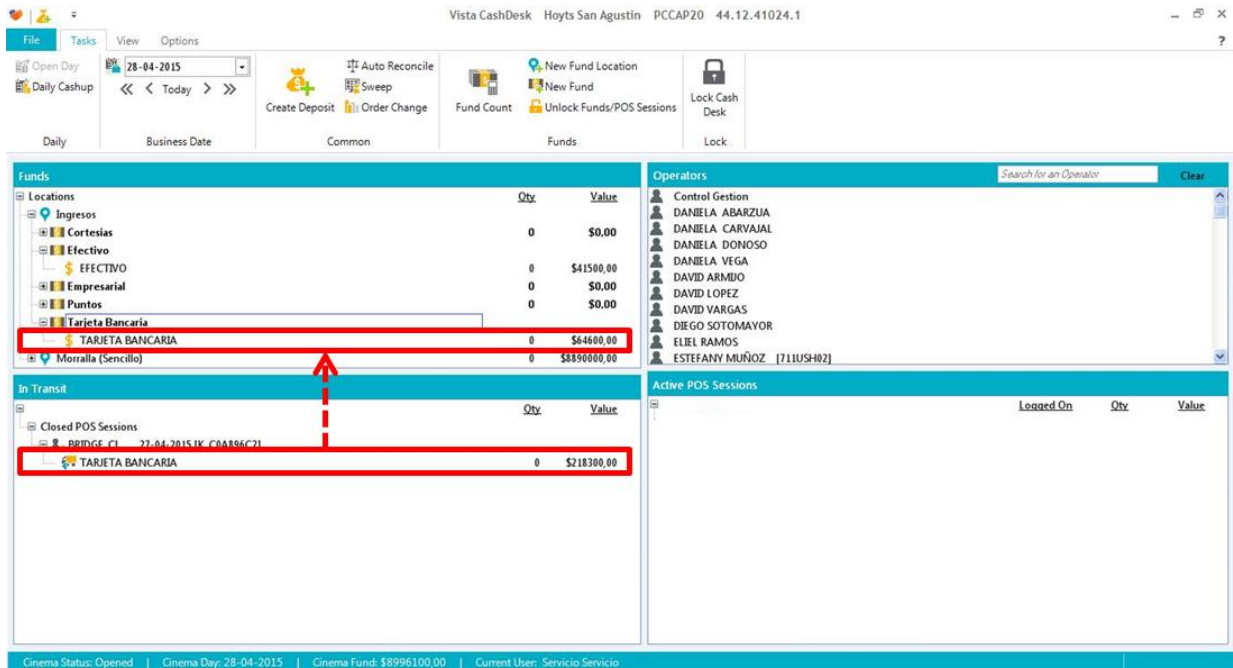 Vista CashDesk Hoyts San Agustin PCCAP20 44.12.41024.1
File Tasks View Options
?
Open Day
Daily Cashup
Daily
28-04-2015
Today
Business Date
Create Deposit
Auto Reconcile
Sweep
Order Change
Common
Fund Count
New Fund Location
New Fund
Unlock Funds/POS Sessions
Funds
Lock Cash
Desk
Lock
Funds
Locations Qty Value
Ingresos
Cortesias 0 $0,00
Efectivo
EFECTIVO 0 $41500,00
Empresarial 0 $0,00
Puntos 0 $0,00
Tarjeta Bancaria
TARJETA BANCARIA 0 $64600,00
Morralla (Sencillo) 0 $8890000,00
Operators Search for an Operator Clear
Control Gestion
DANIELA ABARZUA
DANIELA CARVAJAL
DANIELA DONOSO
DANIELA VEGA
DAVID ARMIJO
DAVID LOPEZ
DAVID VARGAS
DIEGO SOTOMAYOR
ELIEL RAMOS
ESTEFANY MUÑOZ [711USH02]
In Transit
Qty Value
Closed POS Sessions
BRIDGE, CL 27-04-2015 [K_C0A896C2]
TARJETA BANCARIA 0 $218300,00
Active POS Sessions
Logged On Qty Value
Cinema Status: Opened | Cinema Day: 28-04-2015 | Cinema Fund: $8996100,00 | Current User: Servicio Servicio